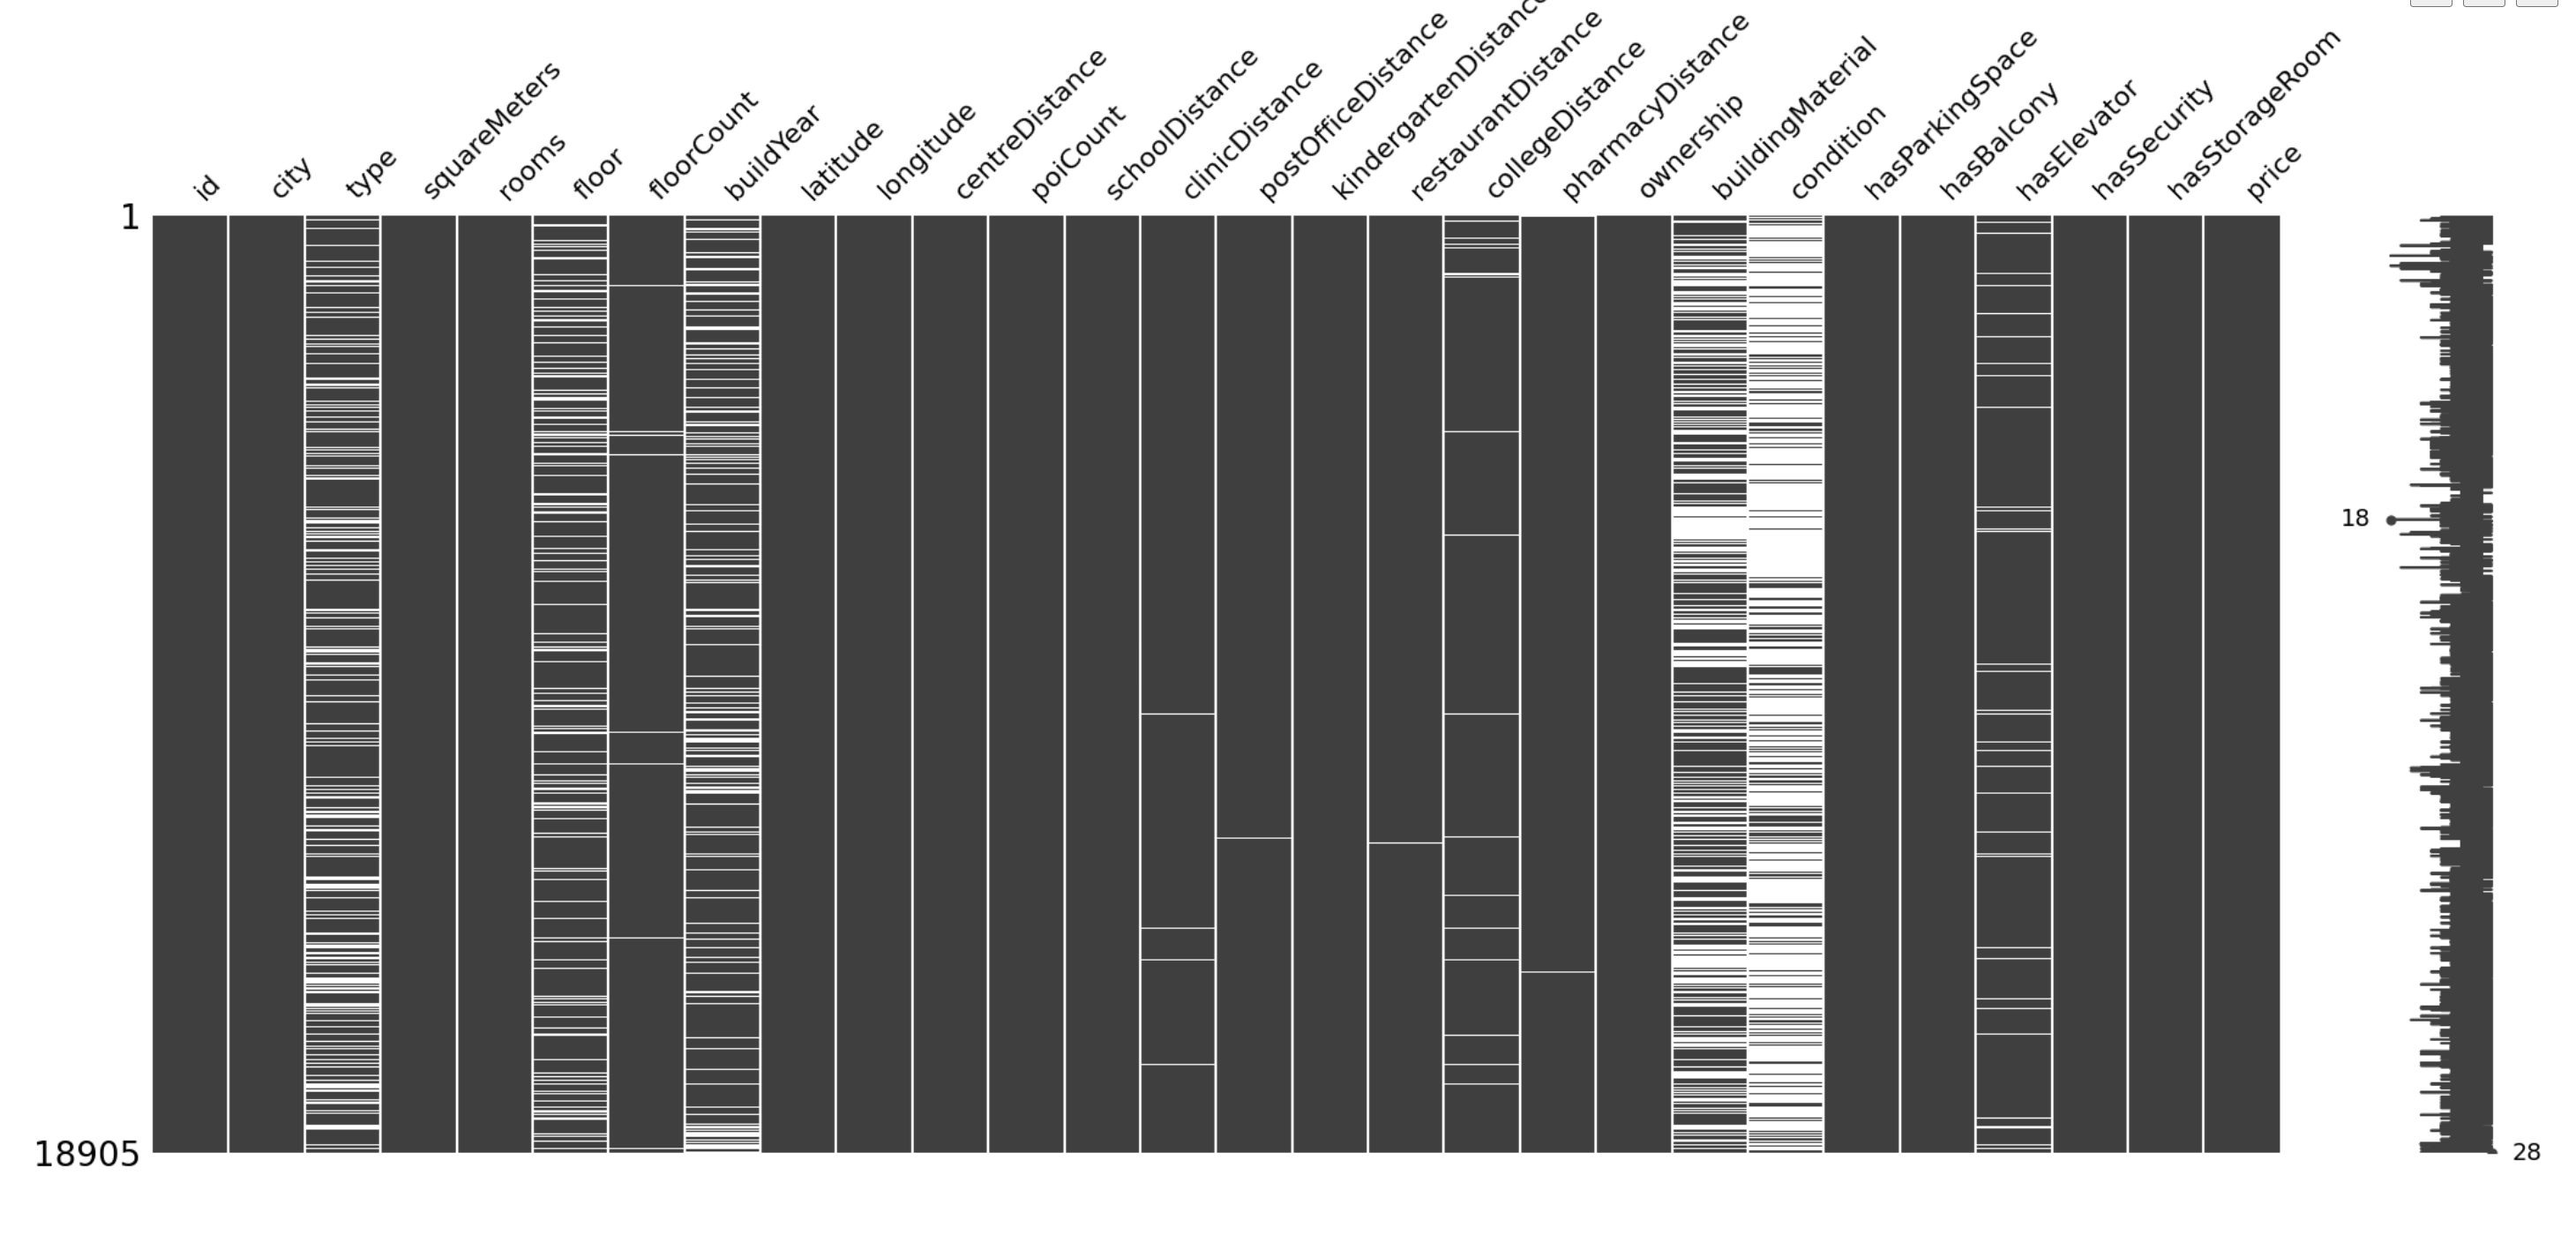 id
city
type
squareMeters
rooms
floor
floorCount
buildYear
latitude
longitude
centreDistance
poiCount
schoolDistance
clinicDistance
postOfficeDistance
kindergartenDistance
restaurantDistance
collegeDistance
pharmacyDistance
ownership
buildingMaterial
condition
hasParkingSpace
hasBalcony
hasElevator
hasSecurity
hasStorageRoom
price
1
18
18905
28